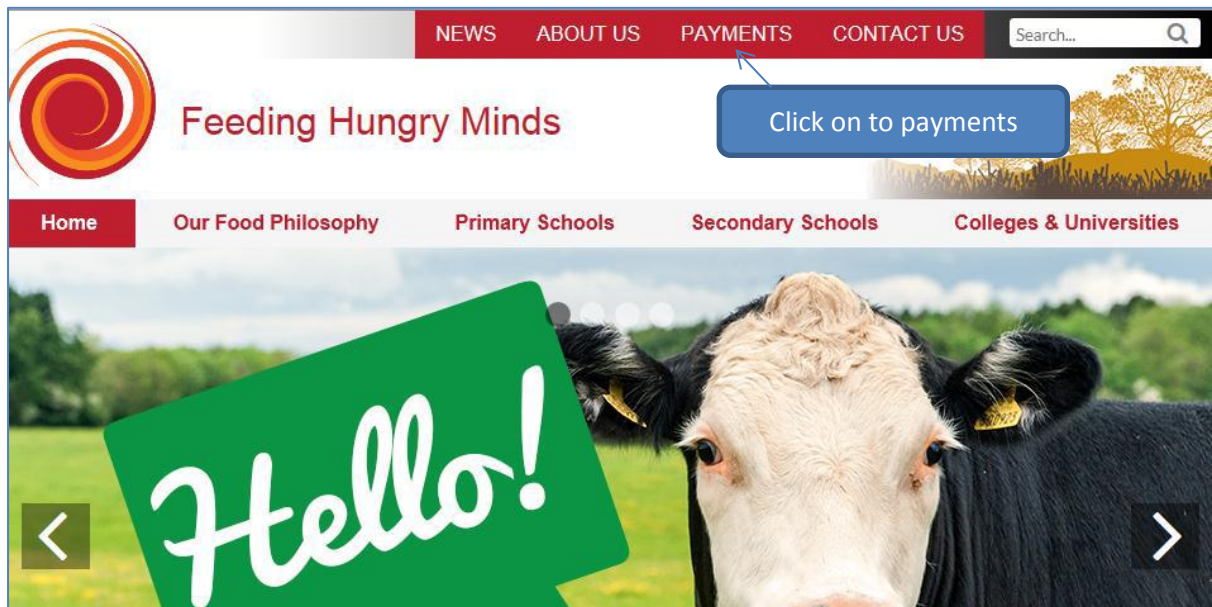 NEWS ABOUT US PAYMENTS CONTACT US Search...
Feeding Hungry Minds
Click on to payments
Home Our Food Philosophy Primary Schools Secondary Schools Colleges & Universities
Hello!